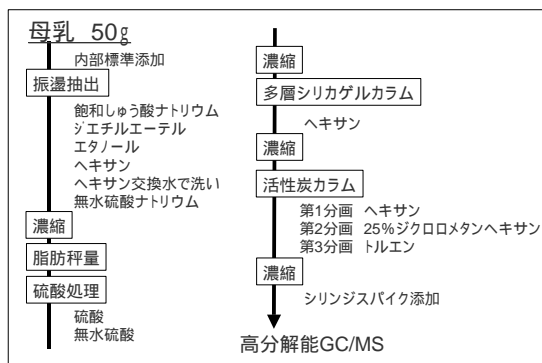 母乳 50g
内部標準添加
振盪抽出
飽和しゅう酸ナトリウム
ジエチルエーテル
エタノール
ヘキサン
ヘキサン交換水で洗い
無水硫酸ナトリウム
濃縮
脂肪秤量
硫酸処理
硫酸
無水硫酸
濃縮
多層シリカゲルカラム
ヘキサン
濃縮
活性炭カラム
第1分画 ヘキサン
第2分画 25%ジクロロメタンヘキサン
第3分画 トルエン
濃縮
シリンジスパイク添加
高分解能GC/MS